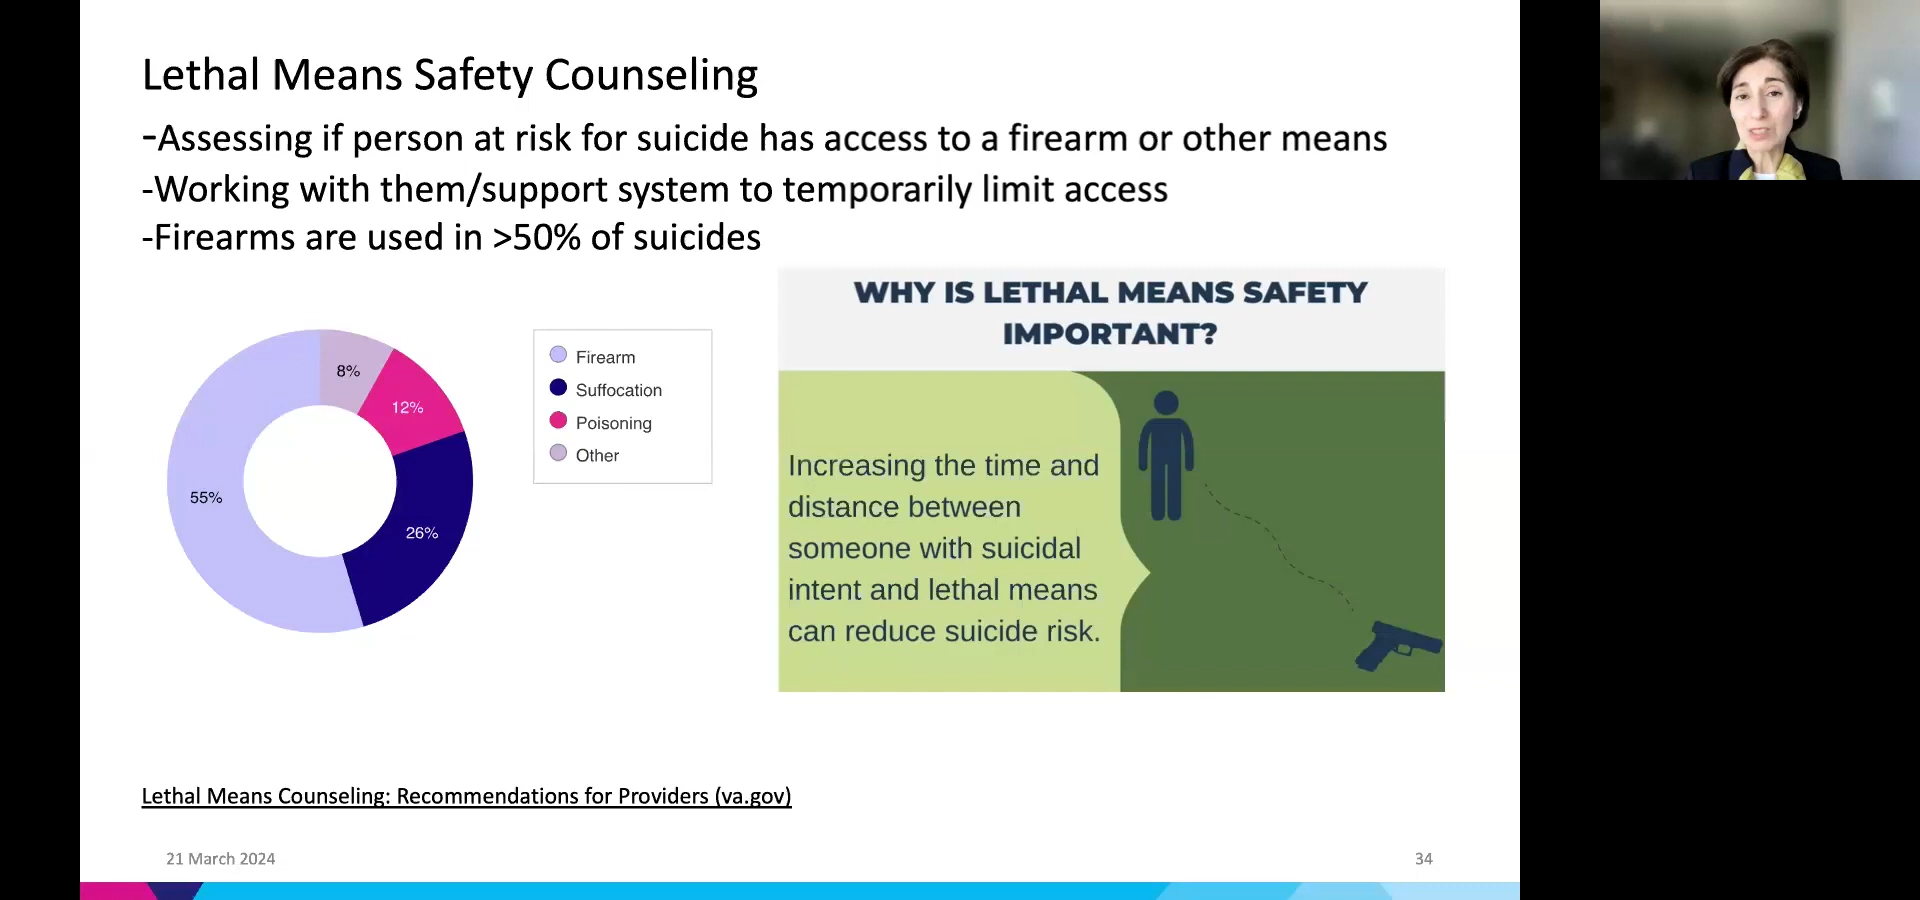 Lethal Means Safety Counseling
-Assessing if person at risk for suicide has access to a firearm or other means
-Working with them/support system to temporarily limit access
-Firearms are used in >50% of suicides
8%
12%
55%
26%
Firearm
Suffocation
Poisoning
Other
WHY IS LETHAL MEANS SAFETY
IMPORTANT?
Increasing the time and
distance between
someone with suicidal
intent and lethal means
can reduce suicide risk.
Lethal Means Counseling: Recommendations for Providers (va.gov)
21 March 2024
34